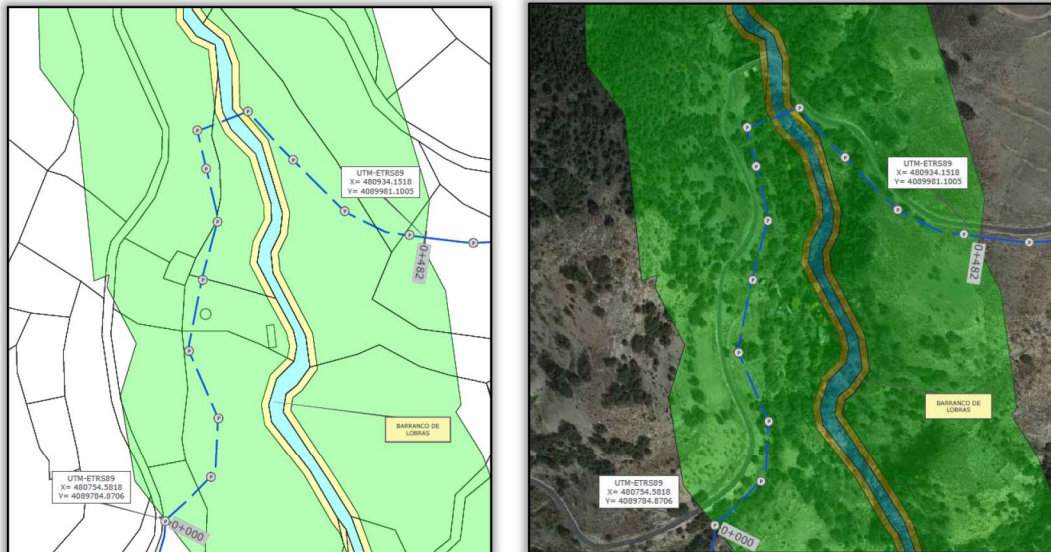 P
P
P
P
P
P
UTM-ETRS89
X= 480934.1518
Y= 4089981.1005
P
P
P
0+482
P
P
P
BARRANCO DE
LOBRAS
P
UTM-ETRS89
X= 480754.5818
Y= 4089784.8706
P
0+000
P
P
P
P
P
P
UTM-ETRS89
X= 480934.1518
Y= 4089981.1005
P
P
P
0+482
P
P
P
BARRANCO DE
LOBRAS
P
UTM-ETRS89
X= 480754.5818
Y= 4089784.8706
P
0+000